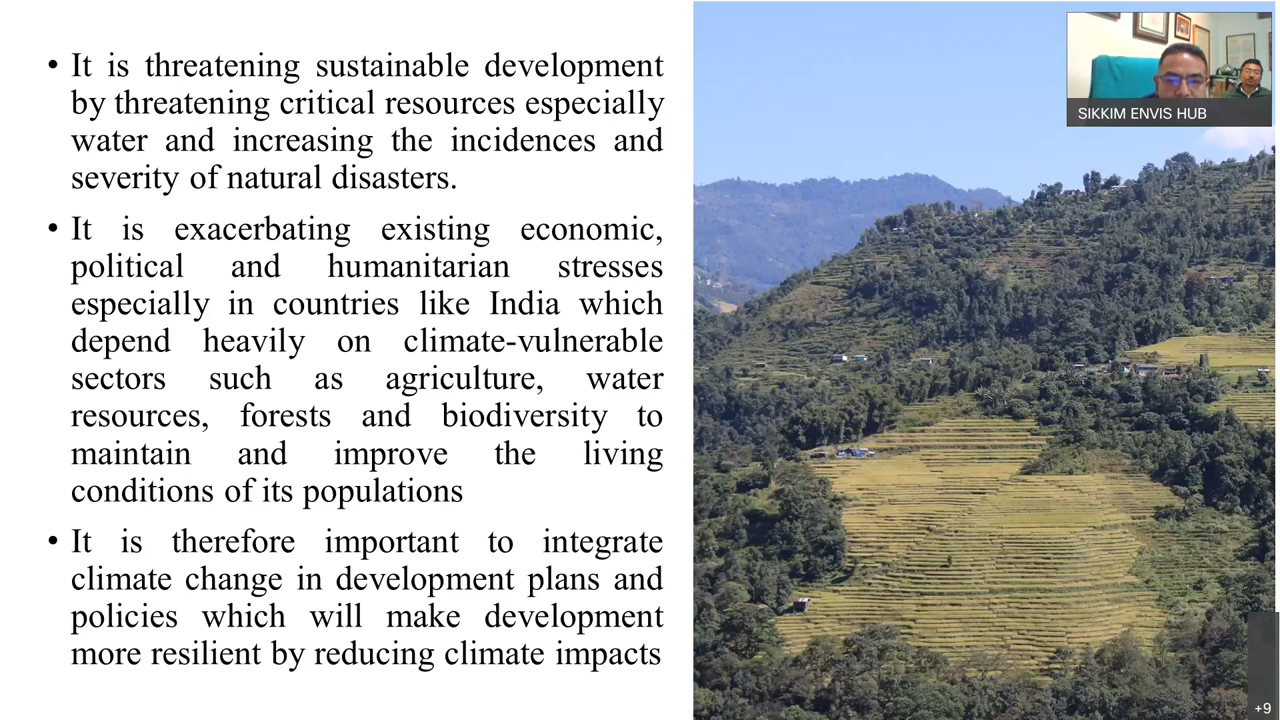 • It is threatening sustainable development
by threatening critical resources especially
water and increasing the incidences and
severity of natural disasters.
• It is exacerbating existing economic,
political and humanitarian stresses
especially in countries like India which
depend heavily on climate-vulnerable
sectors such as agriculture, water
resources, forests and biodiversity to
maintain and improve the living
conditions of its populations
• It is therefore important to integrate
climate change in development plans and
policies which will make development
more resilient by reducing climate impacts
SIKKIM ENVIS HUB
+9